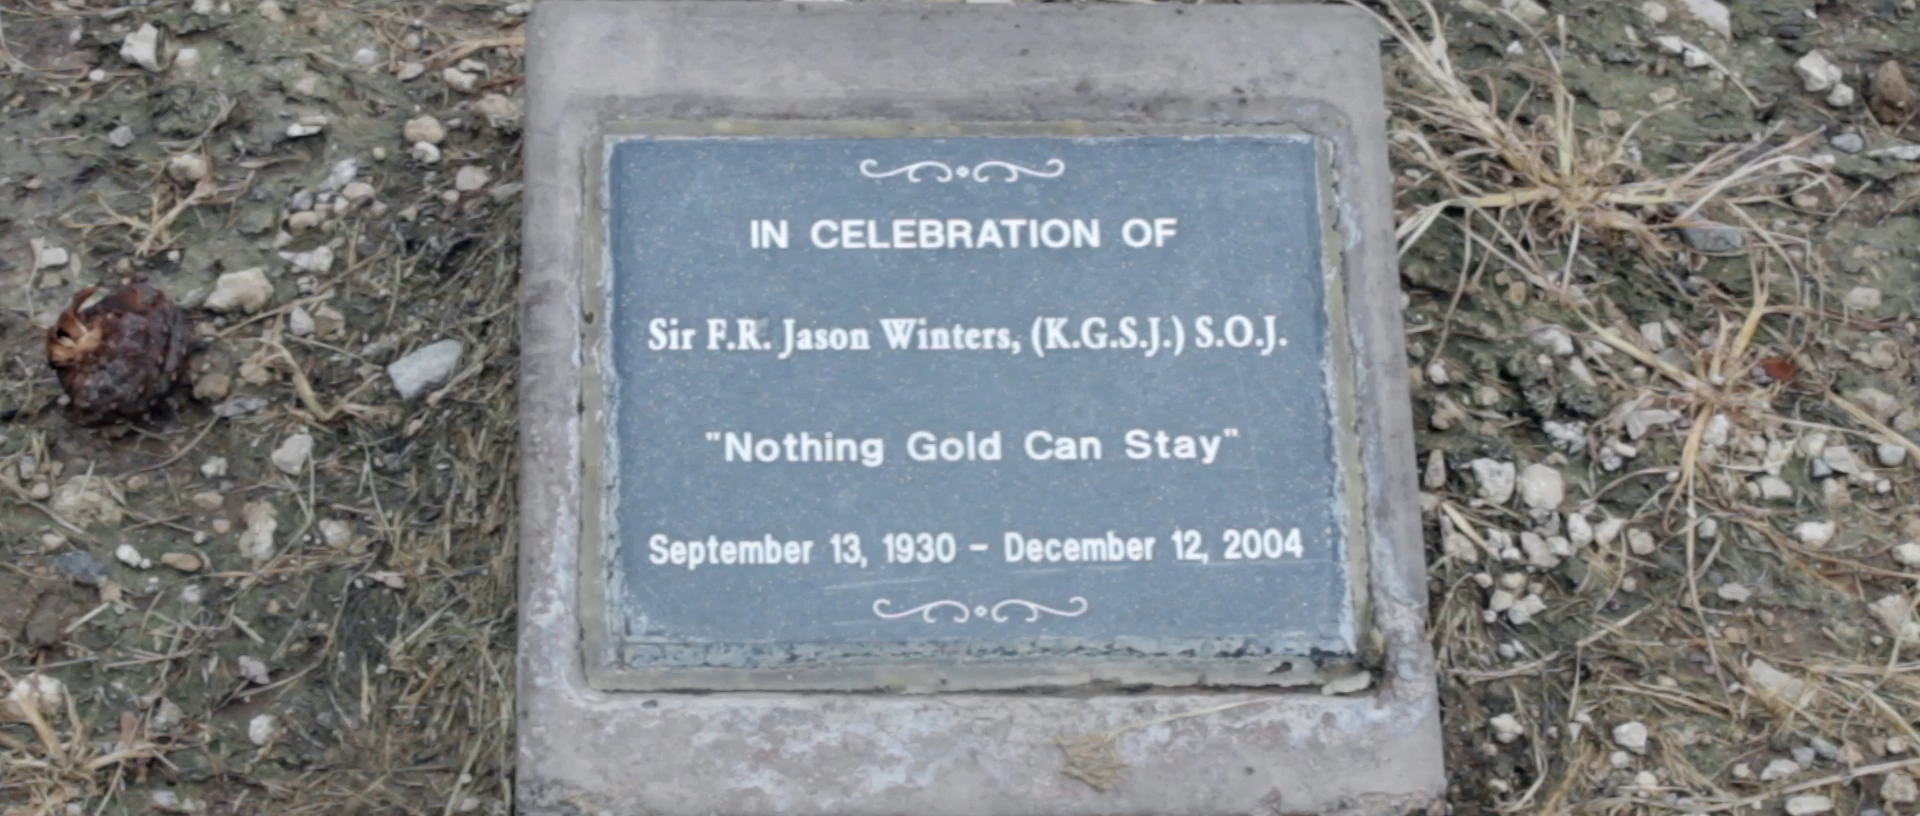 IN CELEBRATION OF
Sir F.R. Jason Winters, (K.G.S.J.) S.O.J.
"Nothing Gold Can Stay"
September 13, 1930 - December 12, 2004